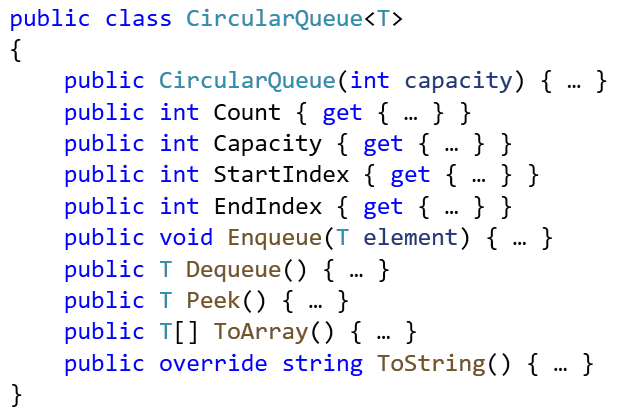 public class CircularQueue<T>
{
    public CircularQueue(int capacity) { … }
    public int Count { get { … } }
    public int Capacity { get { … } }
    public int StartIndex { get { … } }
    public int EndIndex { get { … } }
    public void Enqueue(T element) { … }
    public T Dequeue() { … }
    public T Peek() { … }
    public T[] ToArray() { … }
    public override string ToString() { … }
}